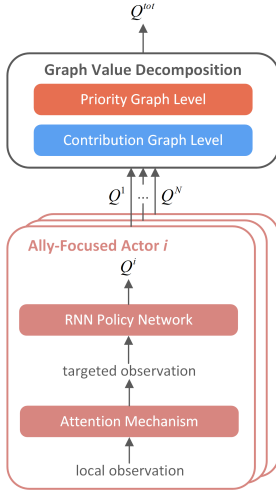 Q^{tot}
Graph Value Decomposition
Priority Graph Level
Contribution Graph Level
Q^1 ... Q^N
Ally-Focused Actor i
Q^i
RNN Policy Network
targeted observation
Attention Mechanism
local observation